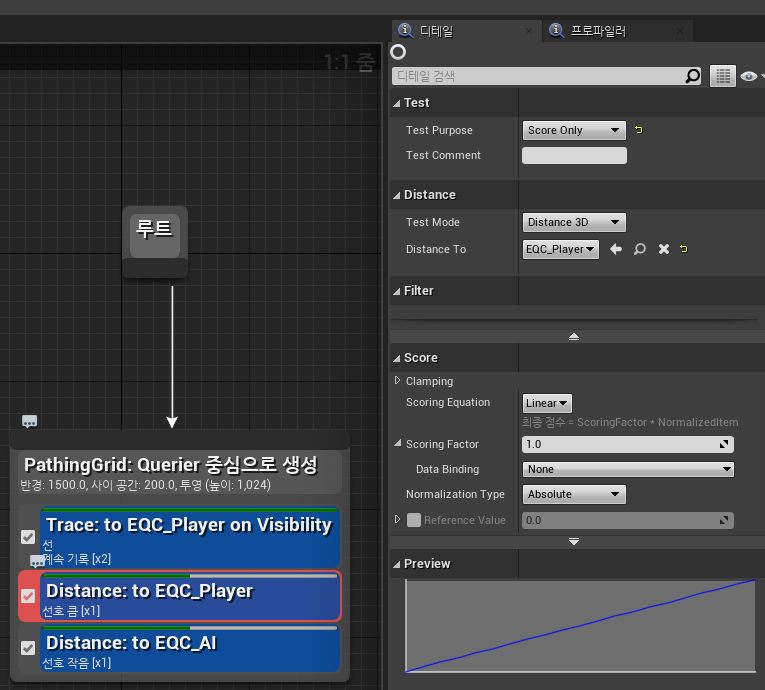 디테일
프로파일러
1:1 줌
디테일 검색
Test
Test Purpose
Score Only
Test Comment
Distance
Test Mode
Distance 3D
Distance To
EQC_Player
Filter
Score
Clamping
Scoring Equation
Linear
최종 점수 = ScoringFactor * NormalizedItem
Scoring Factor
1.0
Data Binding
None
Normalization Type
Absolute
Reference Value
0.0
Preview
루트
PathingGrid: Querier 중심으로 생성
반경: 1500.0, 사이 공간: 200.0, 투영 (높이: 1,024)
Trace: to EQC_Player on Visibility
선
계속 기록 [x2]
Distance: to EQC_Player
선호 큼 [x1]
Distance: to EQC_AI
선호 작음 [x1]